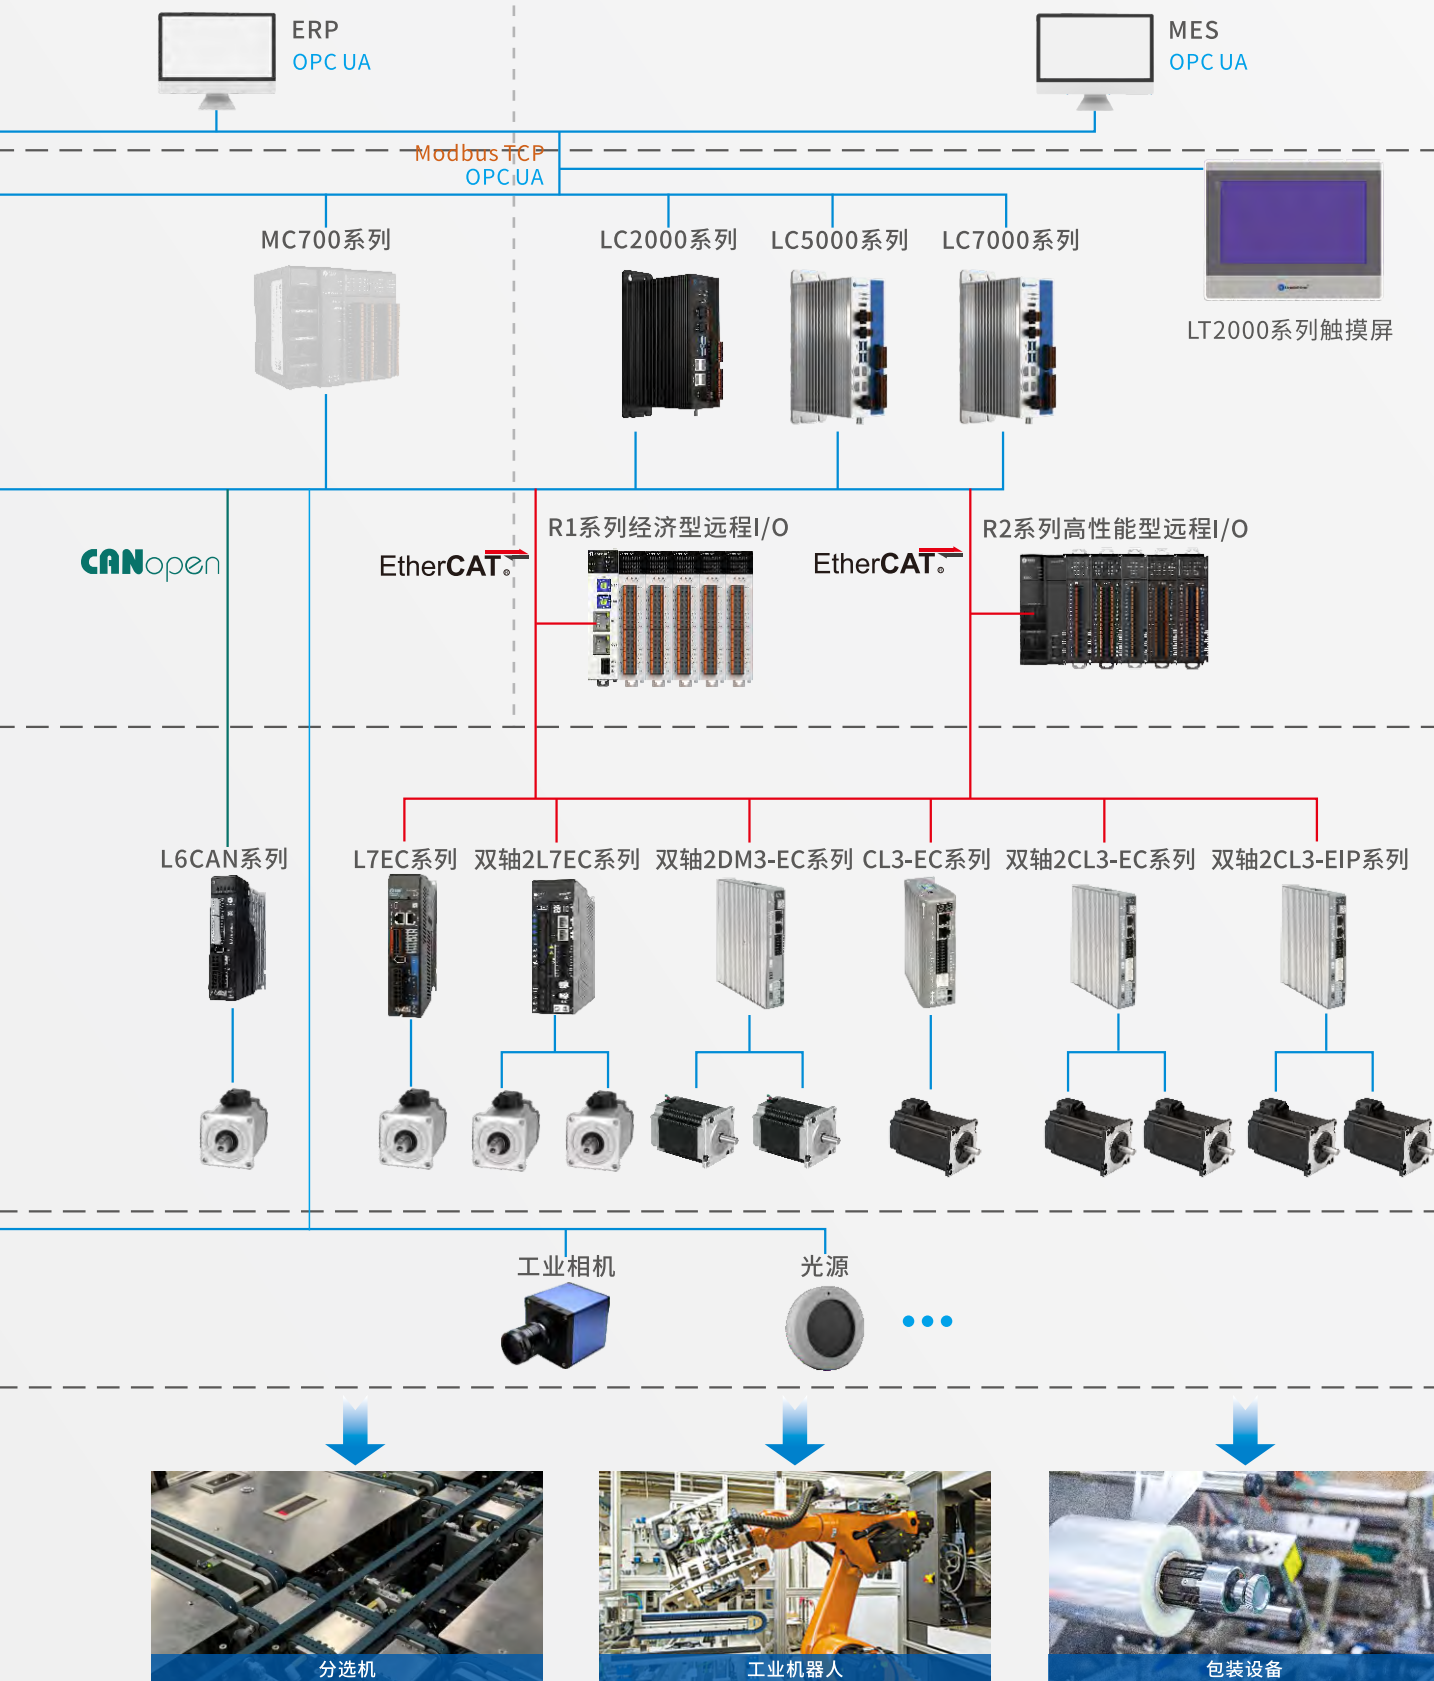 ERP
OPC UA
MES
OPC UA
Modbus TCP
OPC UA
MC700系列
LC2000系列
LC5000系列
LC7000系列
LT2000系列触摸屏
CANopen
EtherCAT®
R1系列经济型远程I/O
EtherCAT®
R2系列高性能型远程I/O
L6CAN系列
L7EC系列
双轴2L7EC系列
双轴2DM3-EC系列
CL3-EC系列
双轴2CL3-EC系列
双轴2CL3-EIP系列
工业相机
光源
分选机
工业机器人
包装设备